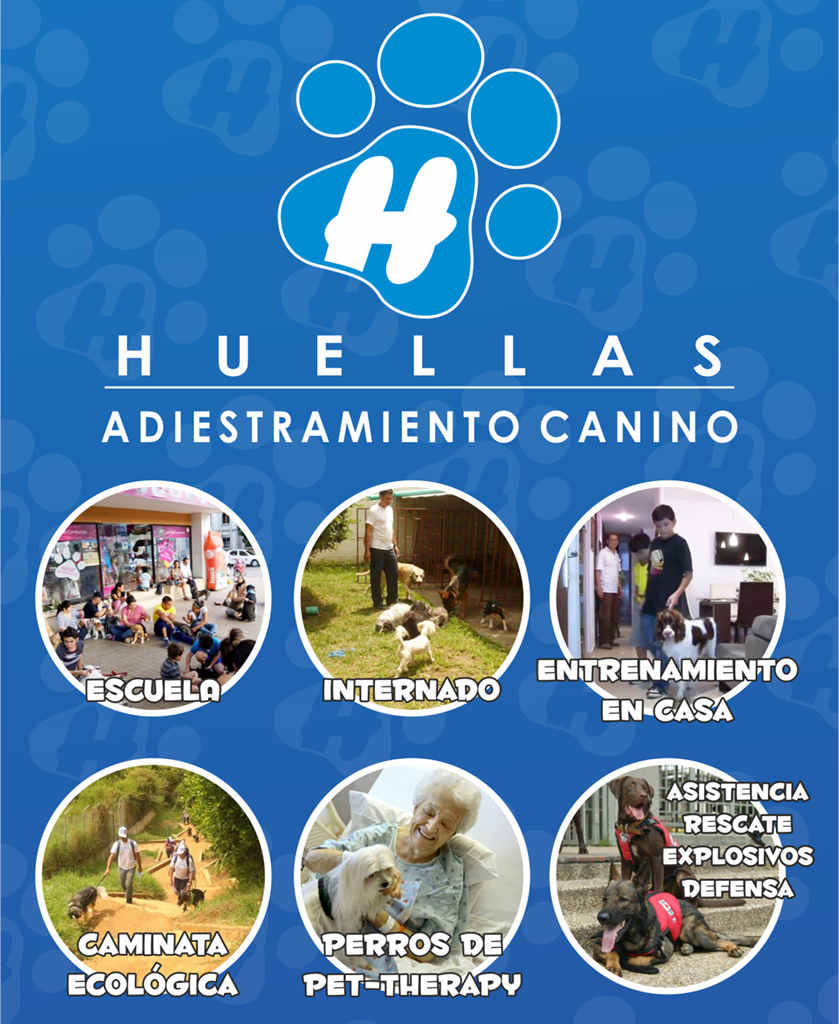 H
HUELLAS
ADIESTRAMIENTO CANINO
ESCUELA
INTERNADO
ENTRENAMIENTO
EN CASA
CAMINATA
ECOLÓGICA
PERROS DE
PET-THERAPY
ASISTENCIA
RESCATE
EXPLOSIVOS
DEFENSA